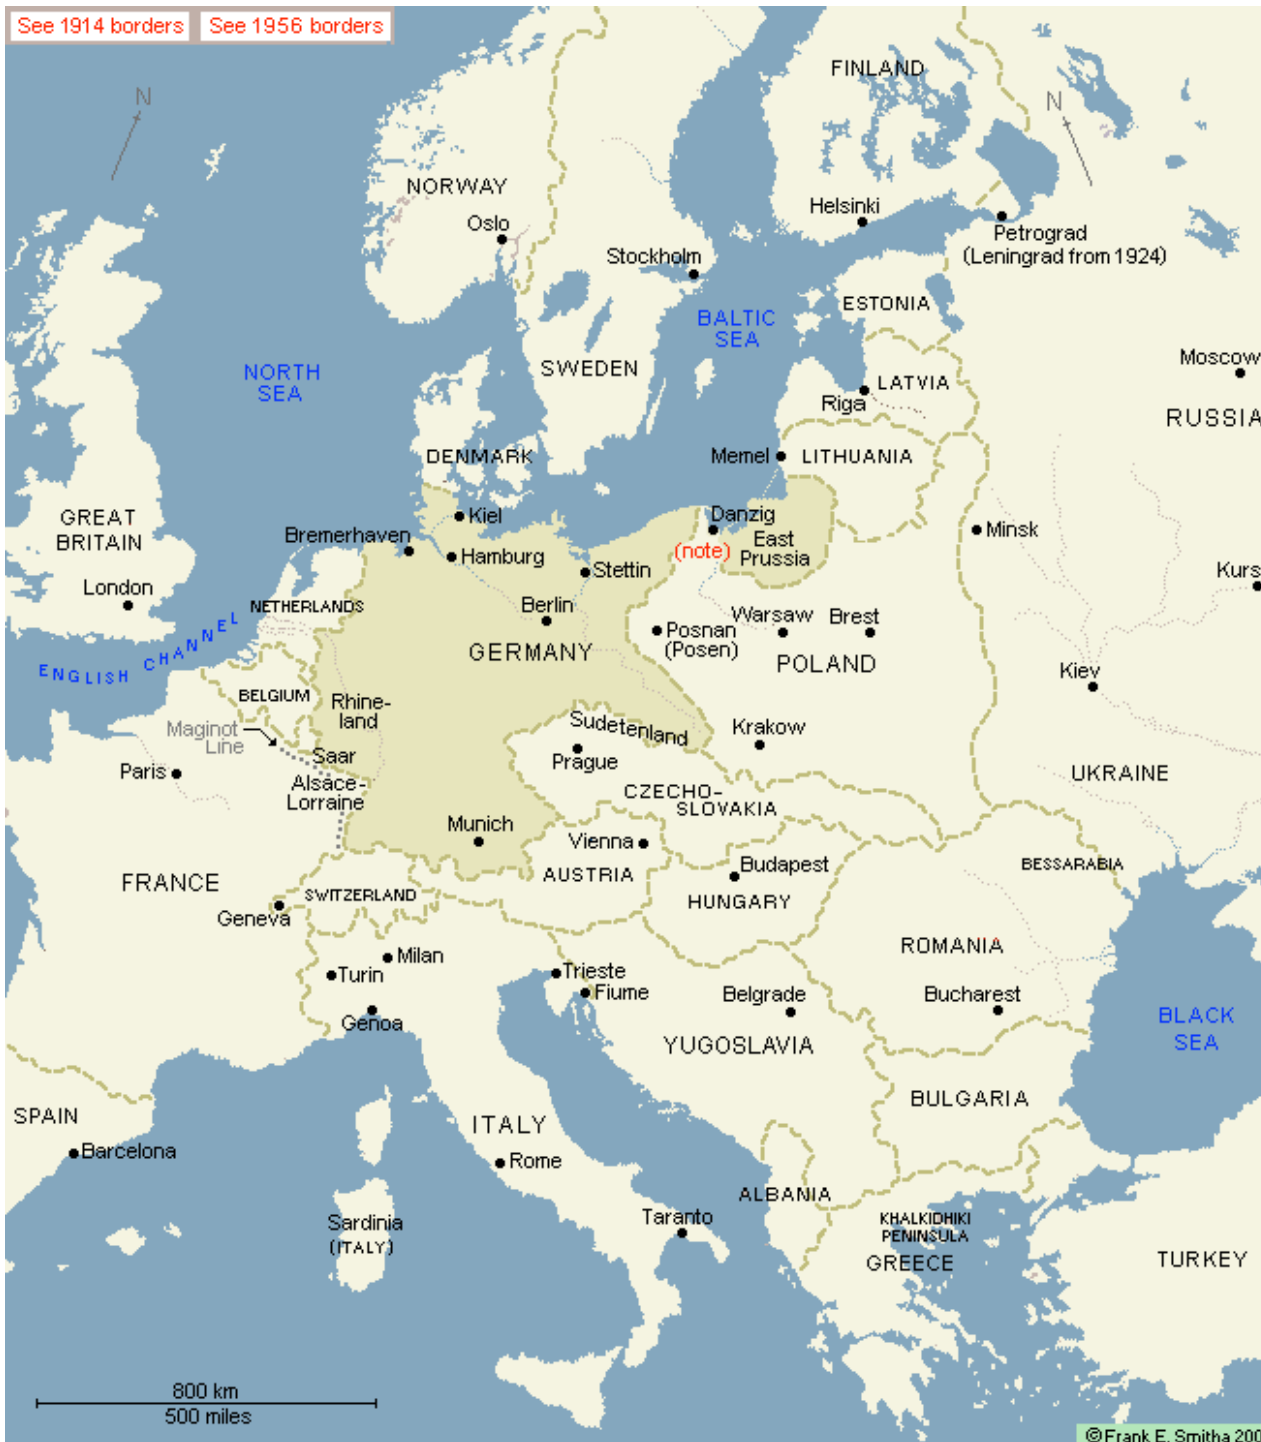 See 1914 borders
See 1956 borders
N
FINLAND
N
NORWAY
Oslo
Helsinki
Petrograd
(Leningrad from 1924)
Stockholm
ESTONIA
BALTIC
SEA
NORTH
SEA
SWEDEN
Moscow
LATVIA
Riga
RUSSIA
DENMARK
Memel
LITHUANIA
GREAT
BRITAIN
Kiel
Danzig
(note)
East
Prussia
Minsk
Bremerhaven
Hamburg
Stettin
Kurs
London
NETHERLANDS
Berlin
Warsaw
Brest
Posnan
(Posen)
GERMANY
POLAND
ENGLISH CHANNEL
Kiev
BELGIUM
Rhine-
land
Maginot
Line
Sudetenland
Krakow
Saar
Prague
Paris
Alsace-
Lorraine
CZECHO-
SLOVAKIA
UKRAINE
Munich
Vienna
Budapest
BESSARABIA
FRANCE
AUSTRIA
SWITZERLAND
HUNGARY
Geneva
ROMANIA
Milan
Turin
Trieste
Fiume
Belgrade
Bucharest
Genoa
BLACK
SEA
YUGOSLAVIA
BULGARIA
SPAIN
ITALY
Barcelona
Rome
ALBANIA
Sardinia
(ITALY)
Taranto
KHALKIDHIKI
PENINSULA
GREECE
TURKEY
800 km
500 miles
©Frank E. Smitha 200